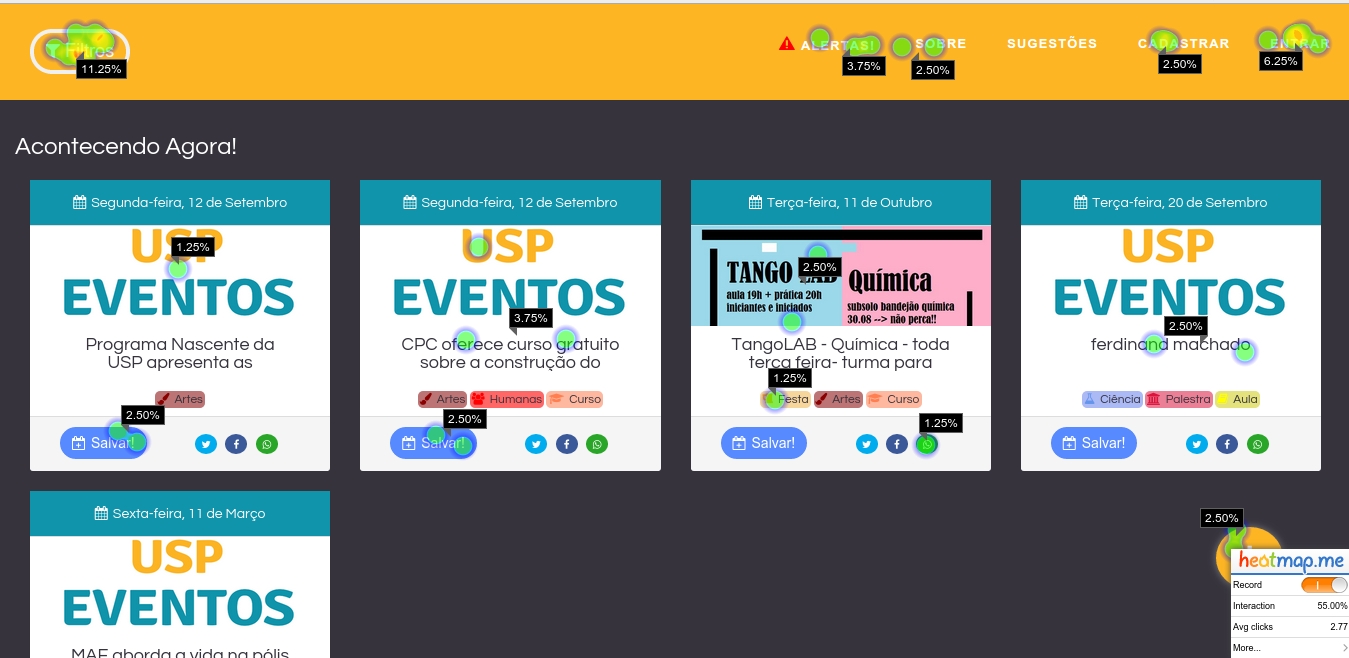 Filtros
11.25%
ALERTAS!
3.75%
SOBRE
2.50%
SUGESTÕES
CADASTRAR
2.50%
ENTRAR
6.25%
Acontecendo Agora!
Segunda-feira, 12 de Setembro
USP
1.25%
EVENTOS
Programa Nascente da
USP apresenta as
Artes
2.50%
Salvar!
Segunda-feira, 12 de Setembro
USP
EVENTOS
3.75%
CPC oferece curso gratuito
sobre a construção do
Artes Humanas Curso
2.50%
Salvar!
Terça-feira, 11 de Outubro
TANGO LAB
2.50%
aula 19h + prática 20h
iniciantes e iniciados
Química
subsolo bandejão química
30.08 --> não perca!!
TangoLAB - Química - toda
terça feira- turma para
1.25%
Festa Artes Curso
1.25%
Salvar!
Terça-feira, 20 de Setembro
USP
EVENTOS
2.50%
ferdinand machado
Ciência Palestra Aula
Salvar!
Sexta-feira, 11 de Março
USP
EVENTOS
MAE aborda a vida na pólis
2.50%
heatmap.me
Record
Interaction 55.00%
Avg clicks 2.77
More...